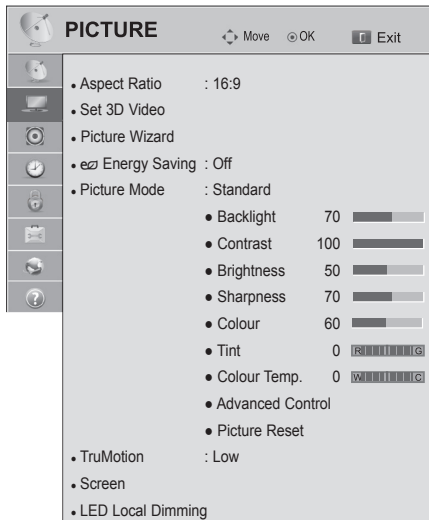 PICTURE Move OK Exit
• Aspect Ratio : 16:9
• Set 3D Video
• Picture Wizard
• e Energy Saving : Off
• Picture Mode : Standard
• Backlight 70
• Contrast 100
• Brightness 50
• Sharpness 70
• Colour 60
• Tint 0 R G
• Colour Temp. 0 W C
• Advanced Control
• Picture Reset
• TruMotion : Low
• Screen
• LED Local Dimming